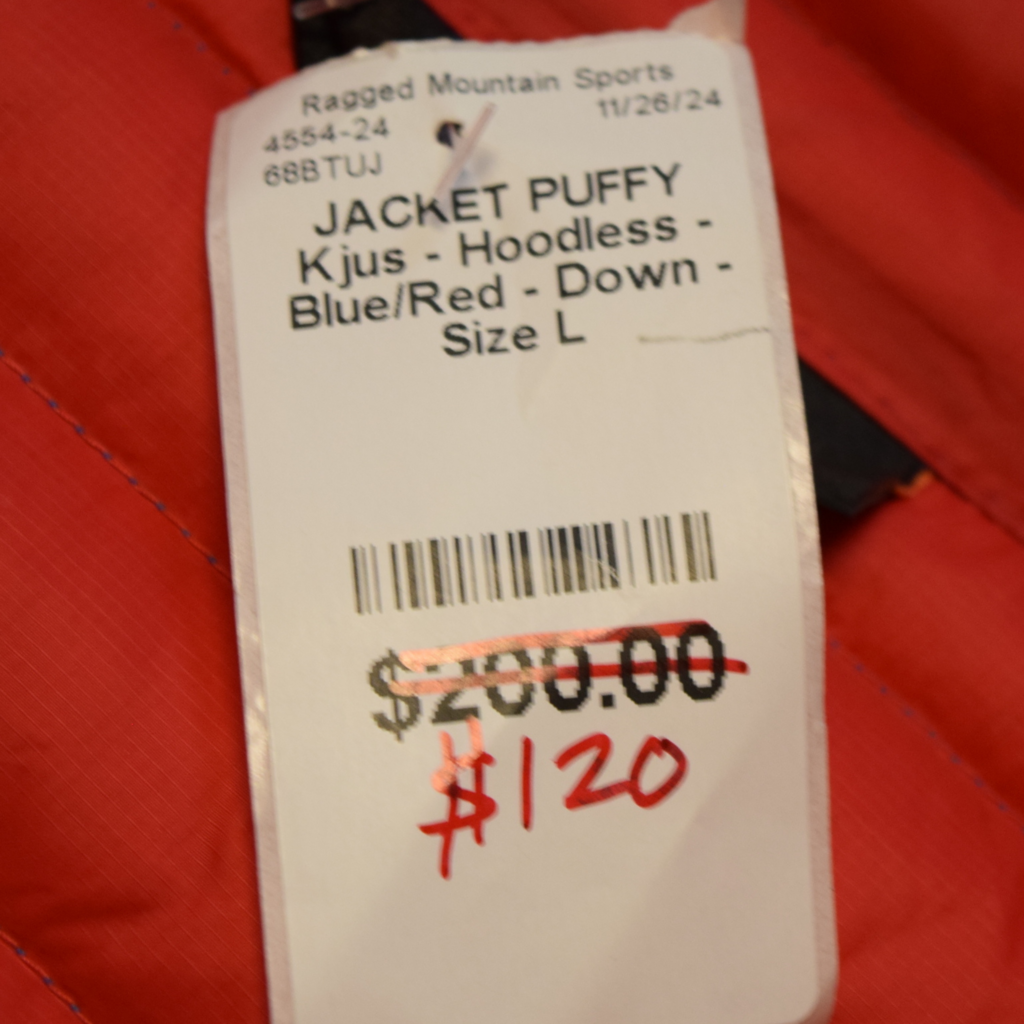 Ragged Mountain Sports
4554-24 11/26/24
68BTUJ
JACKET PUFFY
Kjus - Hoodless -
Blue/Red - Down -
Size L
$200.00
$120